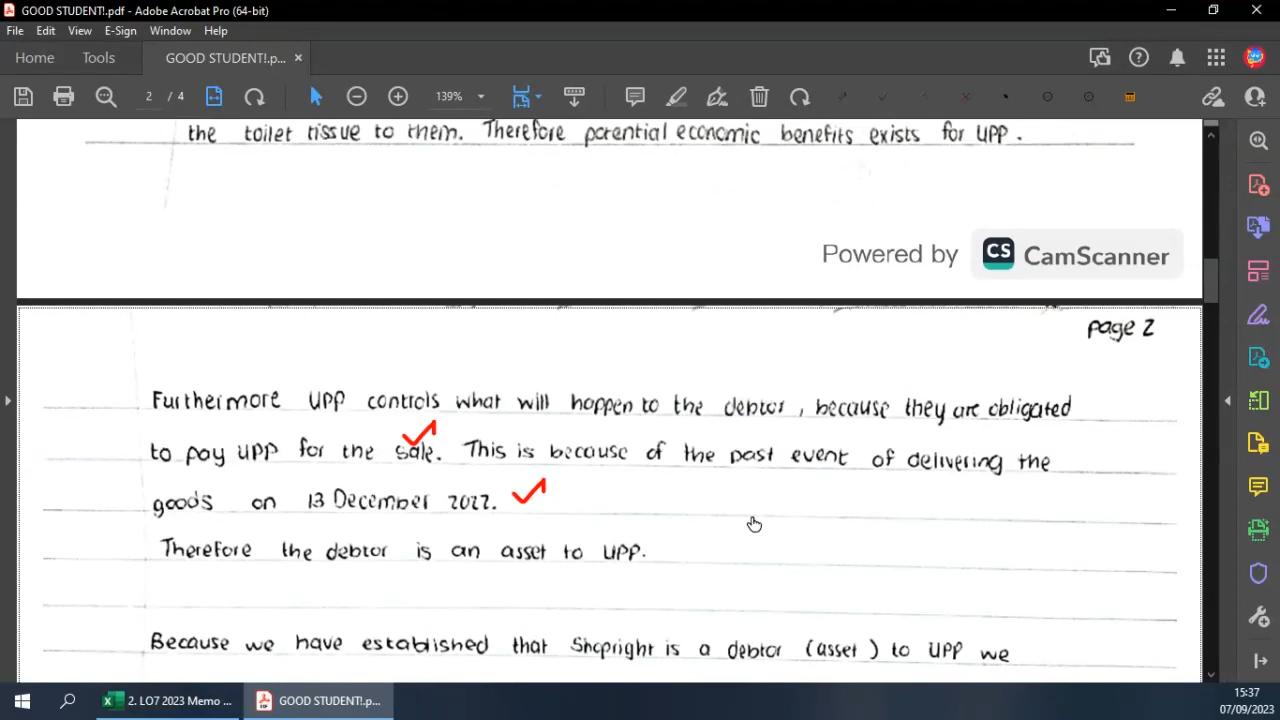 GOOD STUDENT!.pdf - Adobe Acrobat Pro (64-bit)
File Edit View E-Sign Window Help
Home Tools GOOD STUDENT!.p... ×
2 / 4 139%
the toilet tissue to them. Therefore potential economic benefits exists for UPP.
Powered by CS CamScanner
page 2
Furthermore UPP controls what will happen to the debtor, because they are obligated
to pay UPP for the sale. This is because of the past event of delivering the
goods on 13 December 2022.
Therefore the debtor is an asset to UPP.
Because we have established that Shopright is a debtor (asset) to UPP we
2. LO7 2023 Memo ... GOOD STUDENT!.p...
15:37
07/09/2023